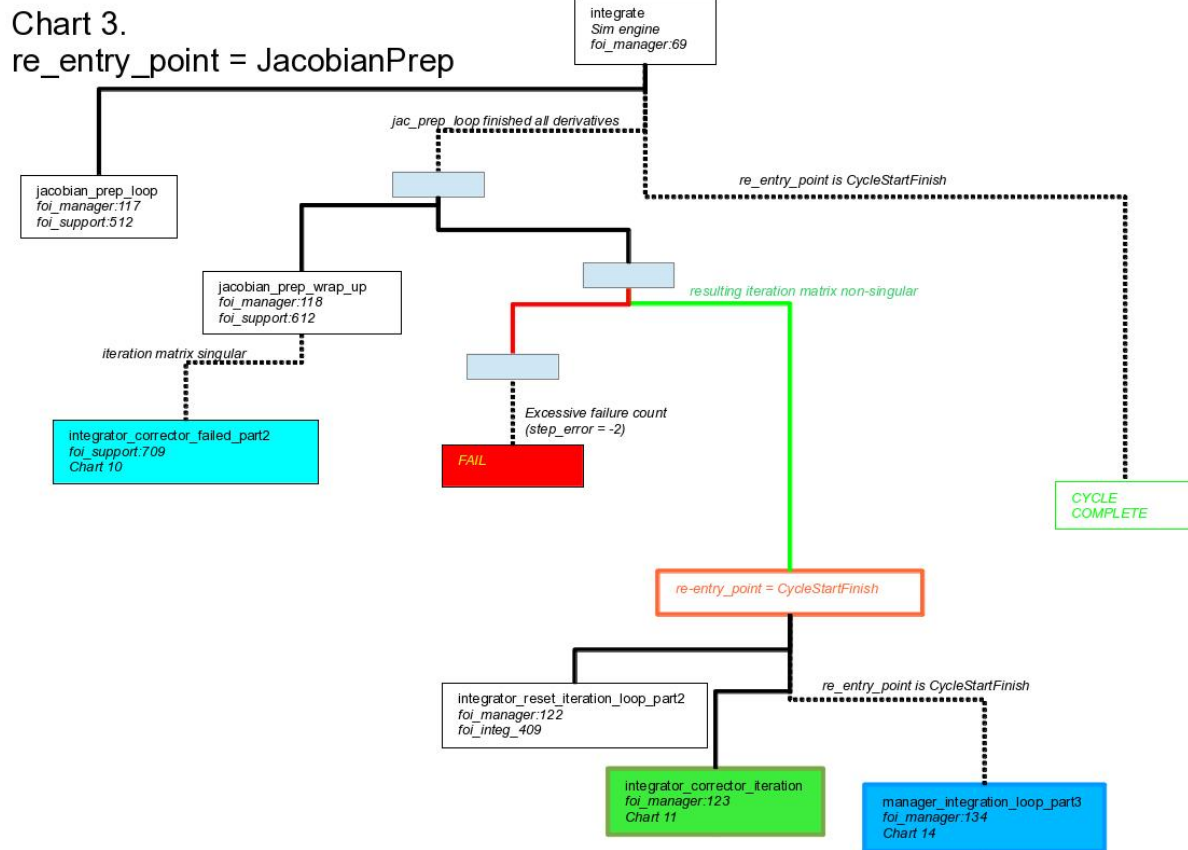 Chart 3.
re_entry_point = JacobianPrep
integrate
Sim engine
foi_manager:69
jac_prep_loop finished all derivatives
re_entry_point is CycleStartFinish
jacobian_prep_loop
foi_manager:117
foi_support:512
jacobian_prep_wrap_up
foi_manager:118
foi_support:612
resulting iteration matrix non-singular
iteration matrix singular
integrator_corrector_failed_part2
foi_support:709
Chart 10
Excessive failure count
(step_error = -2)
FAIL
CYCLE
COMPLETE
re-entry_point = CycleStartFinish
integrator_reset_iteration_loop_part2
foi_manager:122
foi_integ_409
re_entry_point is CycleStartFinish
integrator_corrector_iteration
foi_manager:123
Chart 11
manager_integration_loop_part3
foi_manager:134
Chart 14